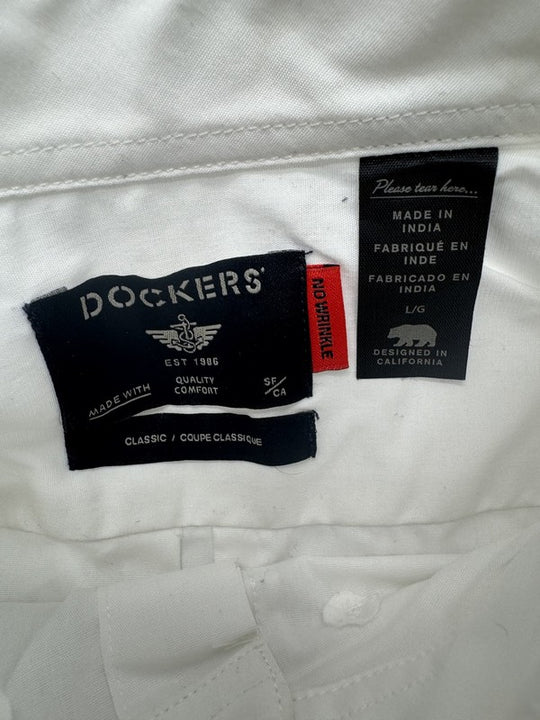 DOCKERS®
EST 1986
MADE WITH
QUALITY
COMFORT
SF/
CA
CLASSIC / COUPE CLASSIQUE
NO WRINKLE
Please tear here...
MADE IN
INDIA
FABRIQUÉ EN
INDE
FABRICADO EN
INDIA
L/G
DESIGNED IN
CALIFORNIA